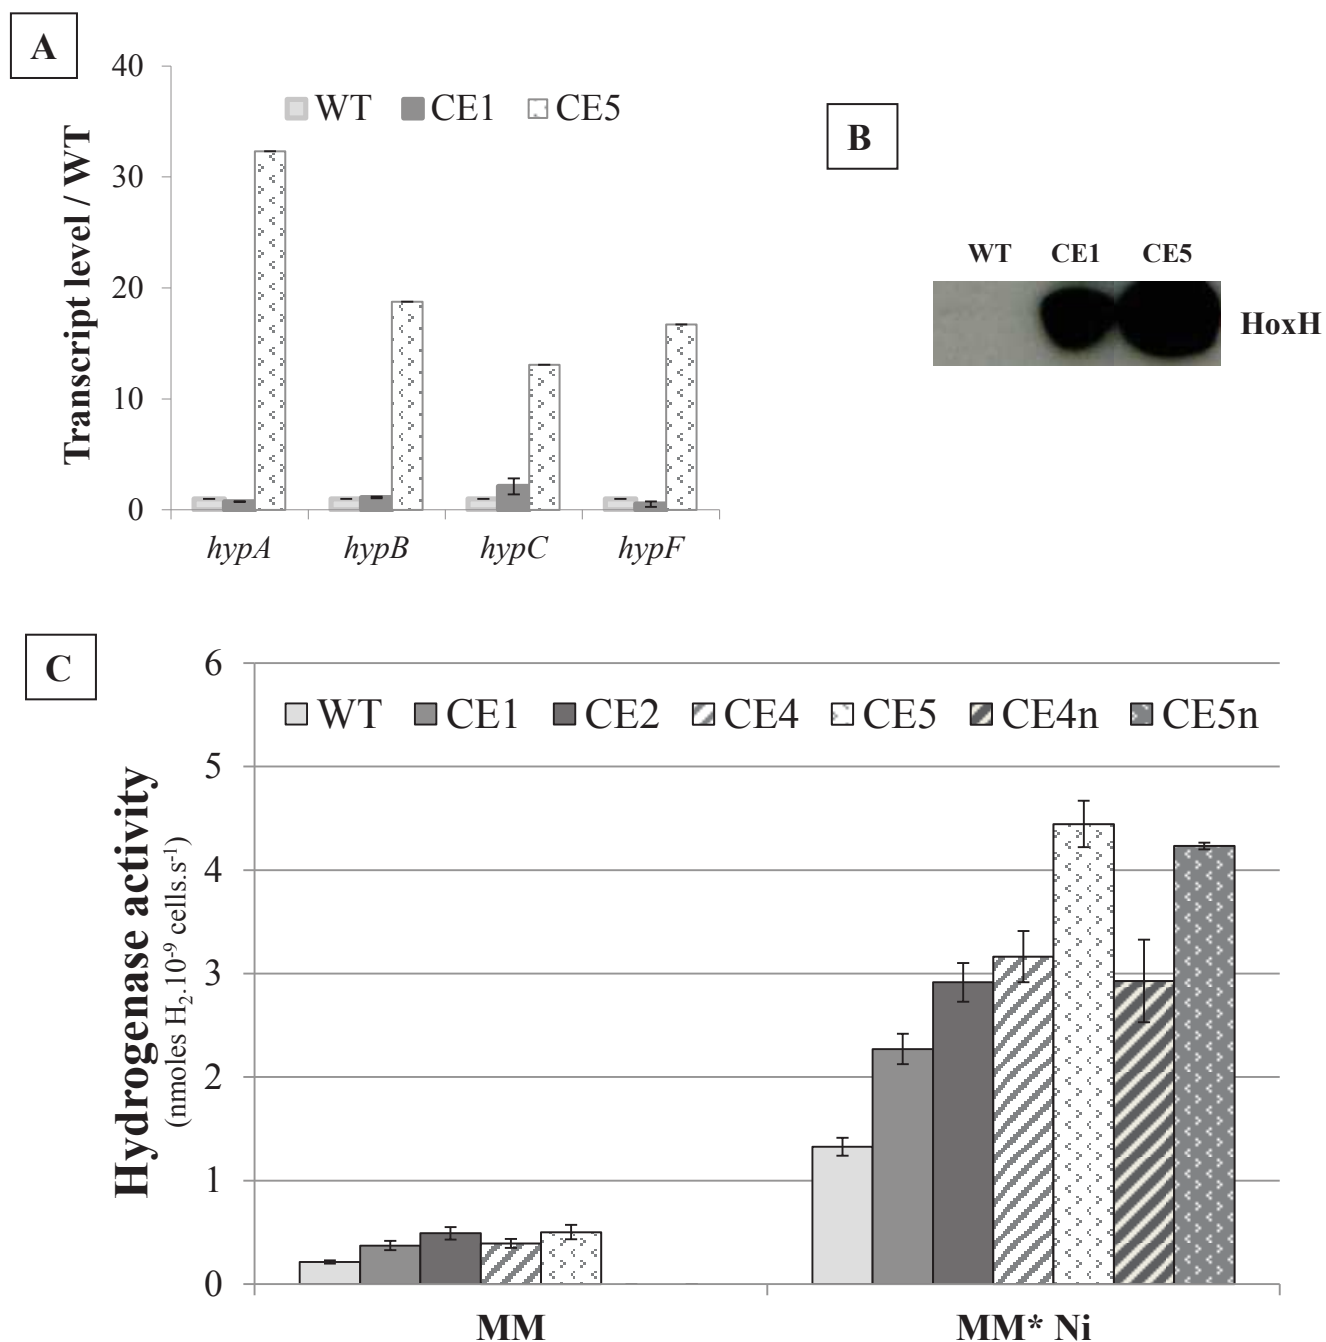 A
Transcript level / WT
40
30
20
10
0
WT CE1 CE5
hypA hypB hypC hypF
B
WT CE1 CE5
HoxH
C
Hydrogenase activity
(nmoles H₂.10⁻⁹ cells.s⁻¹)
6
5
4
3
2
1
0
WT CE1 CE2 CE4 CE5 CE4n CE5n
MM MM* Ni